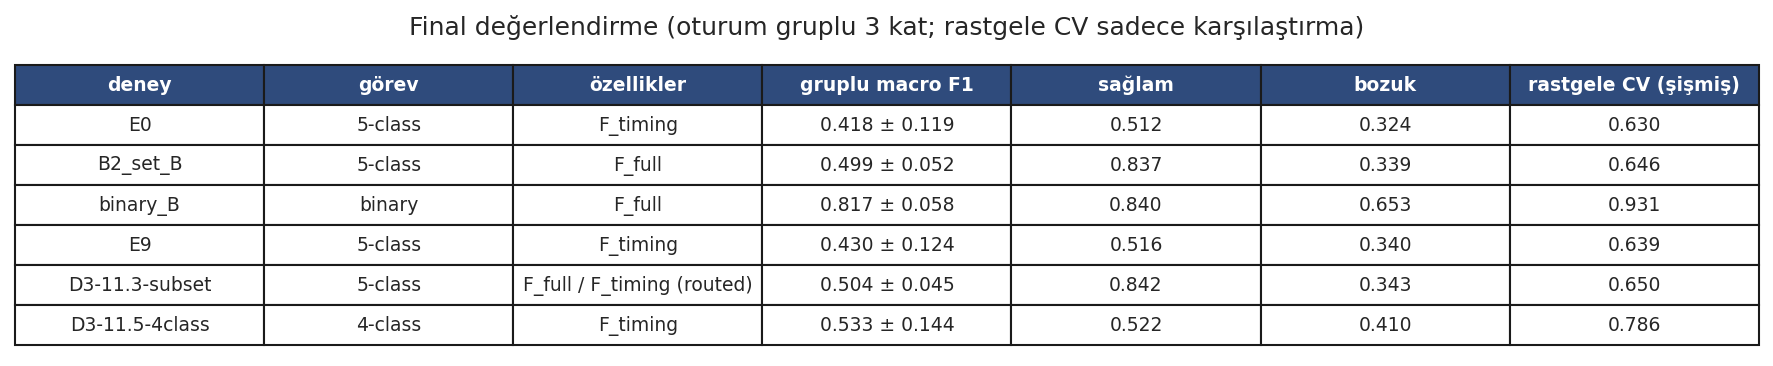 Final değerlendirme (oturum gruplu 3 kat; rastgele CV sadece karşılaştırma)
deney görev özellikler gruplu macro F1 sağlam bozuk rastgele CV (şişmiş)
E0 5-class F_timing 0.418 ± 0.119 0.512 0.324 0.630
B2_set_B 5-class F_full 0.499 ± 0.052 0.837 0.339 0.646
binary_B binary F_full 0.817 ± 0.058 0.840 0.653 0.931
E9 5-class F_timing 0.430 ± 0.124 0.516 0.340 0.639
D3-11.3-subset 5-class F_full / F_timing (routed) 0.504 ± 0.045 0.842 0.343 0.650
D3-11.5-4class 4-class F_timing 0.533 ± 0.144 0.522 0.410 0.786